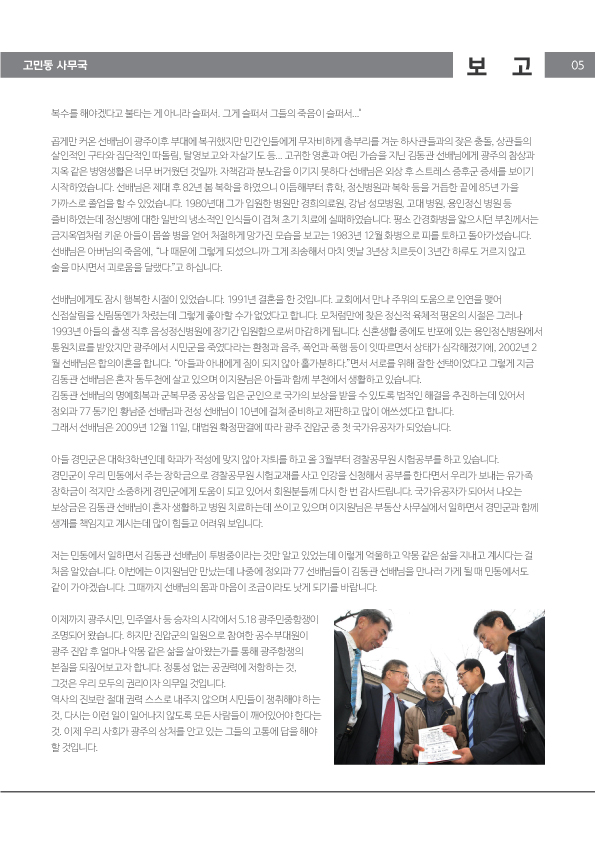 고민동 사무국
보 고
05
복수를 해야겠다고 불타는 게 아니라 슬퍼서. 그게 슬퍼서 그들의 죽음이 슬퍼서..."
곱게만 커온 선배님이 광주이후 부대에 복귀했지만 민간인들에게 무자비하게 총부리를 겨눈 하사관들과의 잦은 충돌, 상관들의
살인적인 구타와 집단적인 따돌림, 탈영보고와 자살기도 등... 고귀한 영혼과 여린 가슴을 지닌 김동관 선배님에게 광주의 참상과
지옥 같은 병영생활은 너무 버거웠던 것일까. 자책감과 분노감을 이기지 못하다 선배님은 외상 후 스트레스 증후군 증세를 보이기
시작하였습니다. 선배님은 제대 후 82년 봄 복학을 하였으니 이듬해부터 휴학, 정신병원과 복학 등을 거듭한 끝에 85년 가을
가까스로 졸업을 할 수 있었습니다. 1980년대 그가 입원한 병원만 경희의료원, 강남 성모병원, 고대 병원, 용인정신 병원 등
즐비하였는데 정신병에 대한 일반의 냉소적인 인식들이 겹쳐 초기 치료에 실패하였습니다. 평소 간경화병을 앓으시던 부친께서는
금지옥엽처럼 키운 아들이 몹쓸 병을 얻어 처절하게 망가진 모습을 보고는 1983년 12월 화병으로 피를 토하고 돌아가셨습니다.
선배님은 아버님의 죽음에, "나 때문에 그렇게 되셨으니까 그게 죄송해서 마치 옛날 3년상 치르듯이 3년간 하루도 거르지 않고
술을 마시면서 괴로움을 달랬다."고 하십니다.
선배님에게도 잠시 행복한 시절이 있었습니다. 1991년 결혼을 한 것입니다. 교회에서 만나 주위의 도움으로 인연을 맺어
신접살림을 신림동엔가 차렸는데 그렇게 좋아할 수가 없었다고 합니다. 모처럼만에 찾은 정신적 육체적 평온의 시절은 그러나
1993년 아들의 출생 직후 음성정신병원에 장기간 입원함으로써 마감하게 됩니다. 신혼생활 중에도 반포에 있는 용인정신병원에서
통원치료를 받았지만 광주에서 시민군을 죽였다라는 환청과 음주, 폭언과 폭행 등이 잇따르면서 상태가 심각해졌기에, 2002년 2
월 선배님은 합의이혼을 합니다. "아들과 아내에게 짐이 되지 않아 홀가분하다."면서 서로를 위해 잘한 선택이었다고 그렇게 지금
김동관 선배님은 혼자 동두천에 살고 있으며 이지원님은 아들과 함께 부천에서 생활하고 있습니다.
김동관 선배님의 명예회복과 군복무중 공상을 입은 군인으로 국가의 보상을 받을 수 있도록 법적인 해결을 추진하는데 있어서
정외과 77 동기인 황남준 선배님과 전성 선배님이 10년에 걸쳐 준비하고 재판하고 많이 애쓰셨다고 합니다.
그래서 선배님은 2009년 12월 11일, 대법원 확정판결에 따라 광주 진압군 중 첫 국가유공자가 되었습니다.
아들 경민군은 대학3학년인데 학과가 적성에 맞지 않아 자퇴를 하고 올 3월부터 경찰공무원 시험공부를 하고 있습니다.
경민군이 우리 민동에서 주는 장학금으로 경찰공무원 시험교재를 사고 인강을 신청해서 공부를 한다면서 우리가 보내는 유가족
장학금이 적지만 소중하게 경민군에게 도움이 되고 있어서 회원분들께 다시 한 번 감사드립니다. 국가유공자가 되어서 나오는
보상금은 김동관 선배님이 혼자 생활하고 병원 치료하는데 쓰이고 있으며 이지원님은 부동산 사무실에서 일하면서 경민군과 함께
생계를 책임지고 계시는데 많이 힘들고 어려워 보입니다.
저는 민동에서 일하면서 김동관 선배님이 투병중이라는 것만 알고 있었는데 이렇게 억울하고 악몽 같은 삶을 지내고 계시다는 걸
처음 알았습니다. 이번에는 이지원님만 만났는데 나중에 정외과 77 선배님들이 김동관 선배님을 만나러 가게 될 때 민동에서도
같이 가야겠습니다. 그때까지 선배님의 몸과 마음이 조금이라도 낫게 되기를 바랍니다.
이제까지 광주시민, 민주열사 등 승자의 시각에서 5.18 광주민중항쟁이
조명되어 왔습니다. 하지만 진압군의 일원으로 참여한 공수부대원이
광주 진압 후 얼마나 악몽 같은 삶을 살아왔는가를 통해 광주항쟁의
본질을 되짚어보고자 합니다. 정통성 없는 공권력에 저항하는 것,
그것은 우리 모두의 권리이자 의무일 것입니다.
역사의 진보란 절대 권력 스스로 내주지 않으며 시민들이 쟁취해야 하는
것, 다시는 이런 일이 일어나지 않도록 모든 사람들이 깨어있어야 한다는
것. 이제 우리 사회가 광주의 상처를 안고 있는 그들의 고통에 답을 해야
할 것입니다.